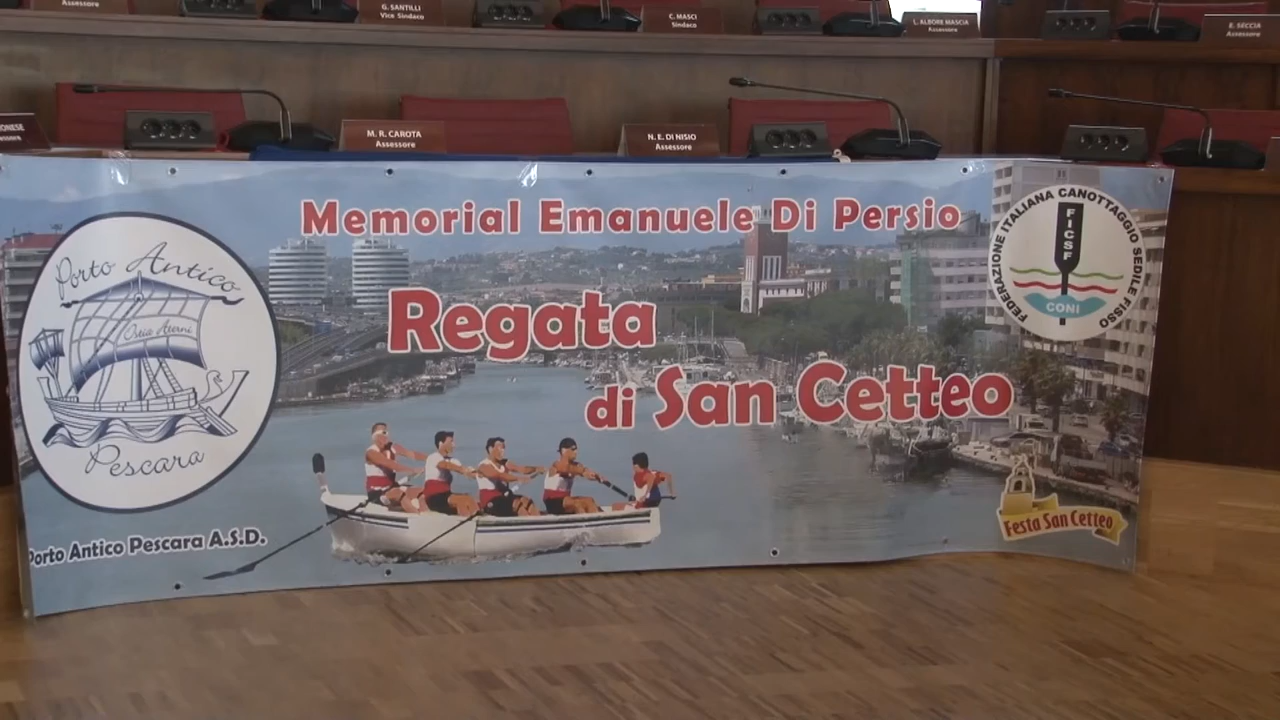 Assessore
G. SANTILLI
Vice Sindaco
C. MASCI
Sindaco
L. ALBORE MASCIA
Assessore
E. SECCIA
Assessore
M. R. CAROTA
Assessore
N. E. DI NISIO
Assessore
Memorial Emanuele Di Persio
Regata
di San Cetteo
Porto Antico
Ostia Aterni
Pescara
Porto Antico Pescara A.S.D.
FEDERAZIONE ITALIANA CANOTTAGGIO SEDILE FISSO
FICSF
CONI
Festa San Cetteo